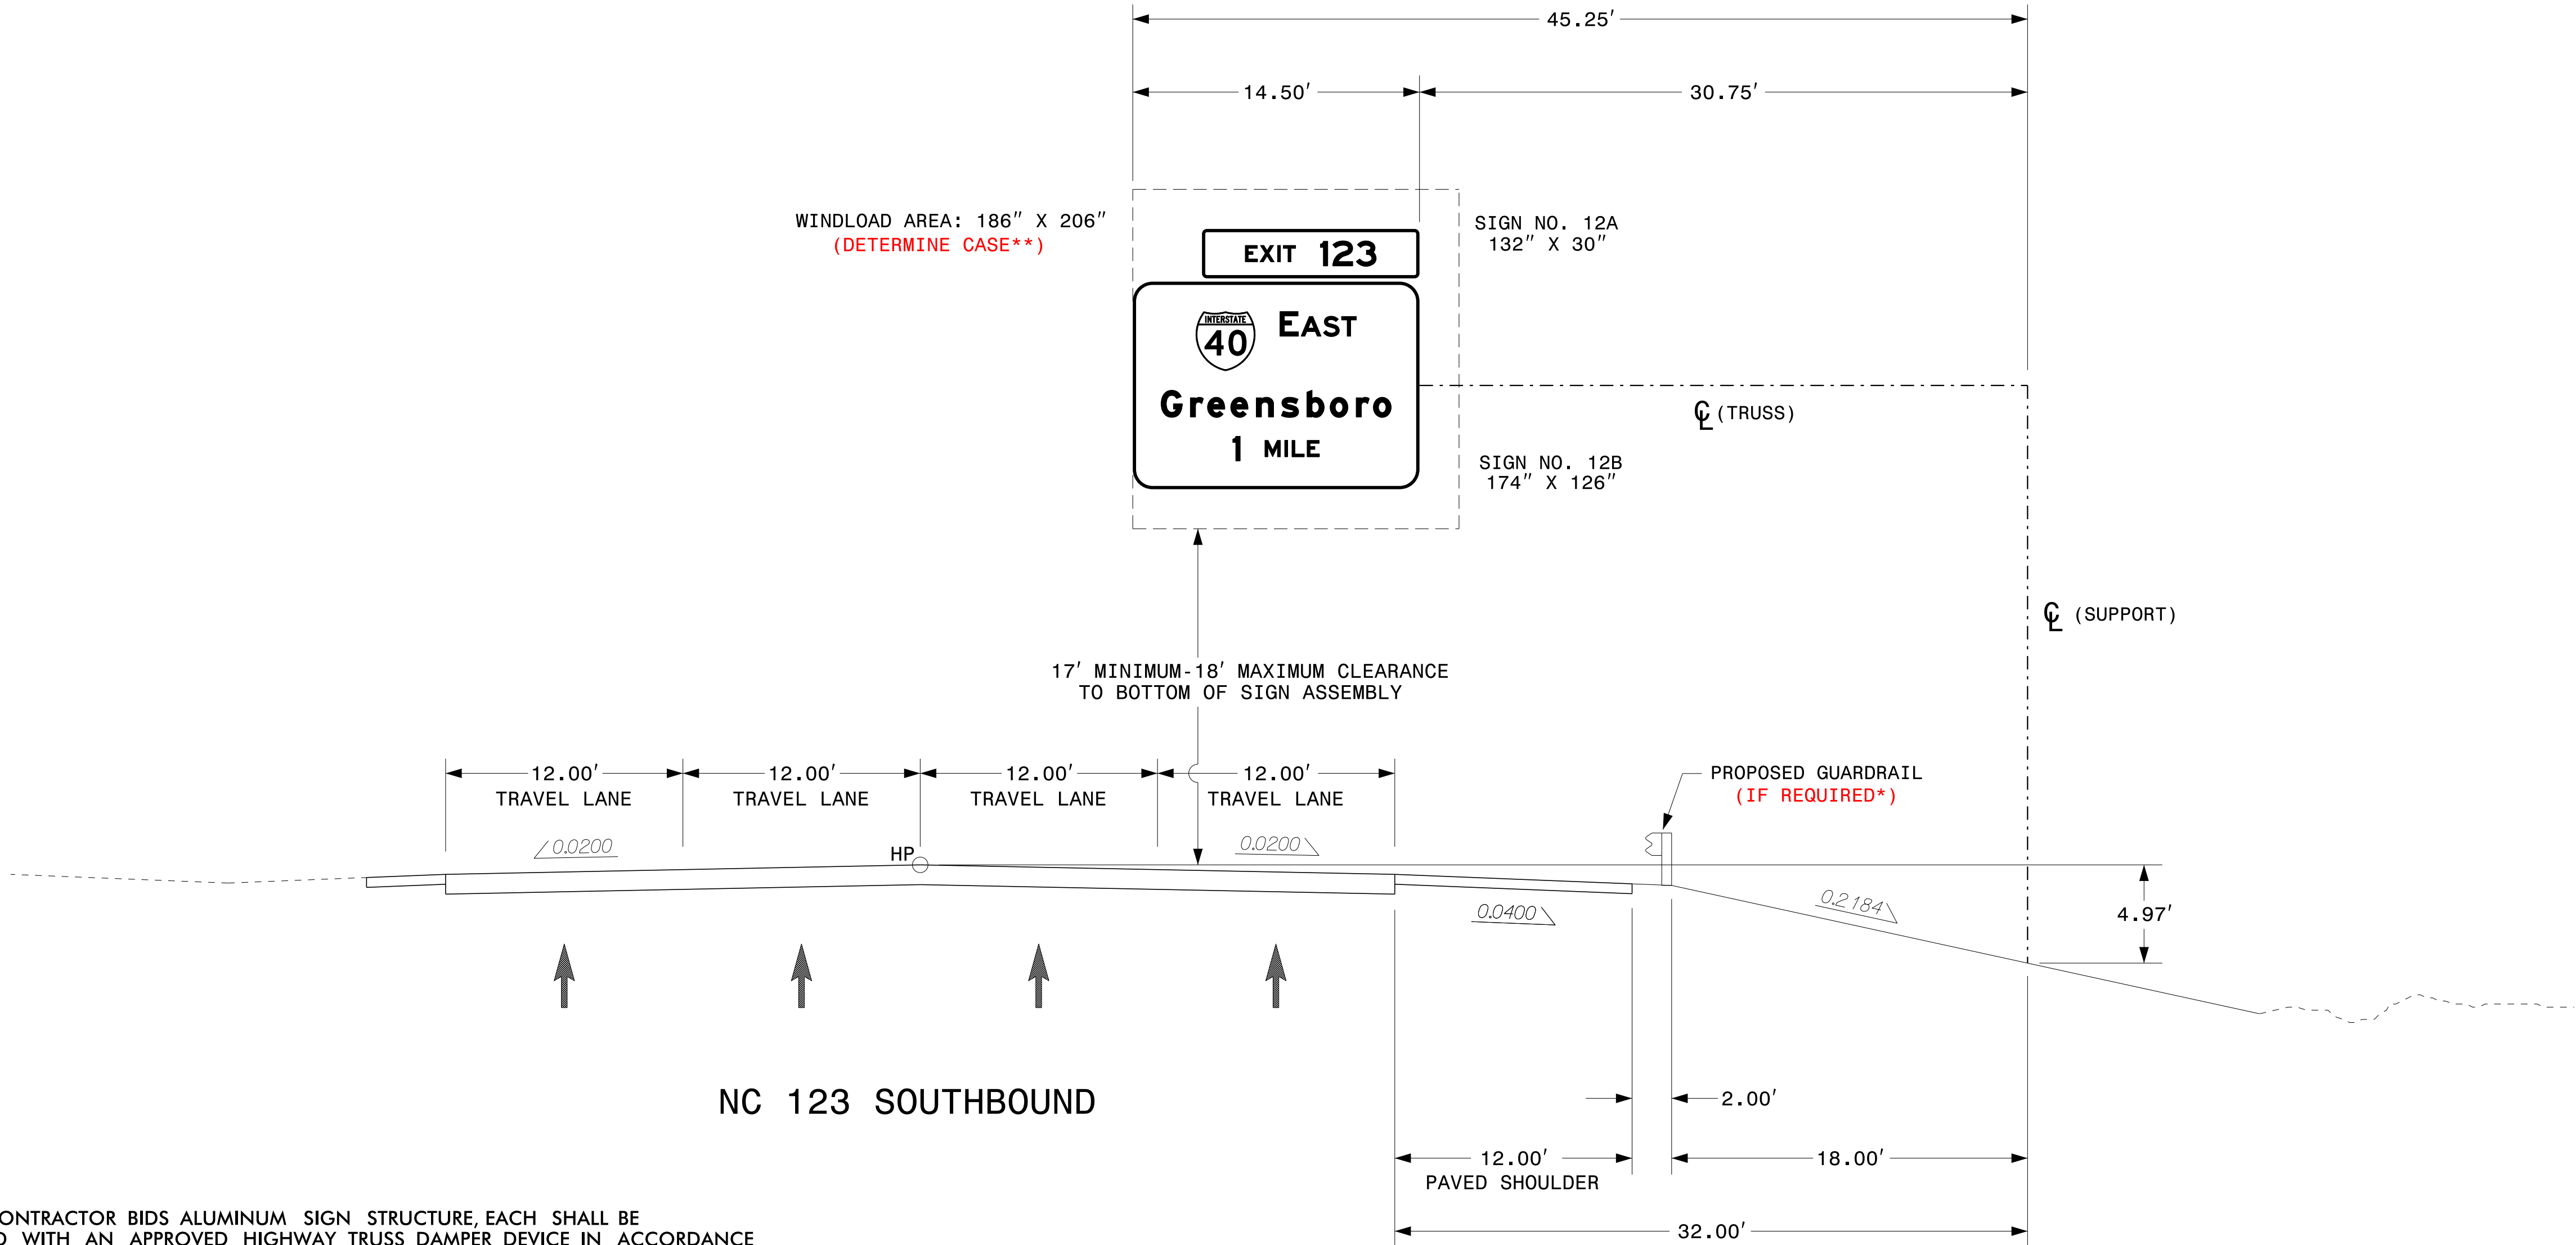 45.25'
14.50'
30.75'
WINDLOAD AREA: 186" X 206"
(DETERMINE CASE**)
SIGN NO. 12A
132" X 30"
EXIT 123
INTERSTATE
40
EAST
Greensboro
1 MILE
℄ (TRUSS)
SIGN NO. 12B
174" X 126"
℄ (SUPPORT)
17' MINIMUM-18' MAXIMUM CLEARANCE
TO BOTTOM OF SIGN ASSEMBLY
12.00' 12.00' 12.00' 12.00'
TRAVEL LANE TRAVEL LANE TRAVEL LANE TRAVEL LANE
PROPOSED GUARDRAIL
(IF REQUIRED*)
0.0200
HP
0.0200
0.0400
0.2184
4.97'
NC 123 SOUTHBOUND
2.00'
12.00'
PAVED SHOULDER
18.00'
32.00'
ONTRACTOR BIDS ALUMINUM SIGN STRUCTURE, EACH SHALL BE
WITH AN APPROVED HIGHWAY TRUSS DAMPER DEVICE IN ACCORDANCE